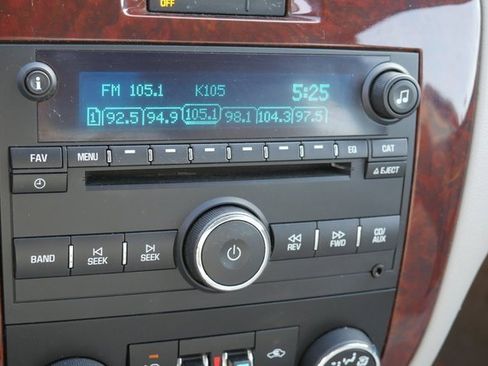 OFF
FM 105.1 K105 5:25
1 92.5 94.9 105.1 98.1 104.3 97.5
FAV MENU EQ CAT
EJECT
BAND SEEK SEEK REV FWD CD/AUX